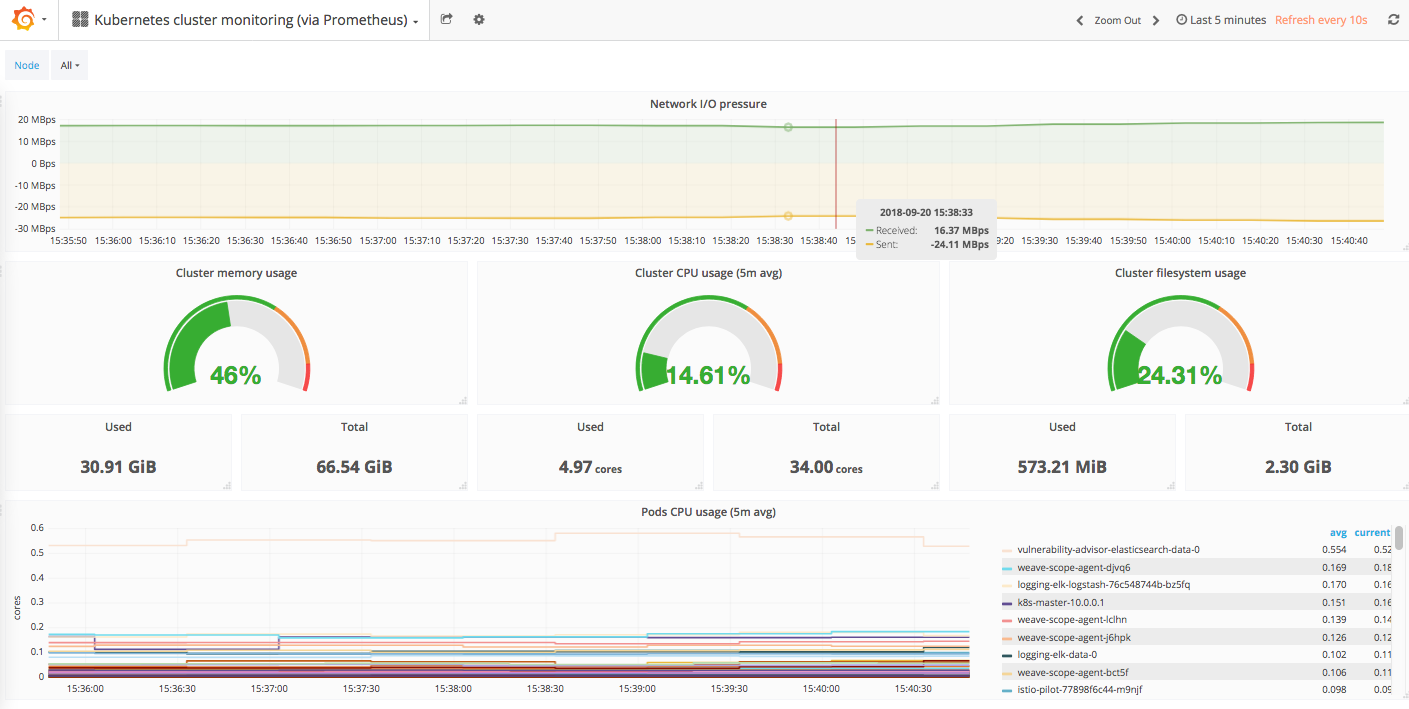 Kubernetes cluster monitoring (via Prometheus)
Zoom Out
Last 5 minutes Refresh every 10s
Node All
Network I/O pressure
20 MBps
10 MBps
0 Bps
-10 MBps
-20 MBps
-30 MBps
15:35:50 15:36:00 15:36:10 15:36:20 15:36:30 15:36:40 15:36:50 15:37:00 15:37:10 15:37:20 15:37:30 15:37:40 15:37:50 15:38:00 15:38:10 15:38:20 15:38:30 15:38:40 15:39:30 15:39:40 15:39:50 15:40:00 15:40:10 15:40:20 15:40:30 15:40:40
2018-09-20 15:38:33
Received: 16.37 MBps
Sent: -24.11 MBps
Cluster memory usage
46%
Cluster CPU usage (5m avg)
14.61%
Cluster filesystem usage
24.31%
Used
30.91 GiB
Total
66.54 GiB
Used
4.97 cores
Total
34.00 cores
Used
573.21 MiB
Total
2.30 GiB
Pods CPU usage (5m avg)
cores
0.6
0.5
0.4
0.3
0.2
0.1
0
15:36:00 15:36:30 15:37:00 15:37:30 15:38:00 15:38:30 15:39:00 15:39:30 15:40:00 15:40:30
avg current
vulnerability-advisor-elasticsearch-data-0 0.554 0.52
weave-scope-agent-djvq6 0.169 0.18
logging-elk-logstash-76c548744b-bz5fq 0.170 0.16
k8s-master-10.0.0.1 0.151 0.16
weave-scope-agent-lclhn 0.139 0.14
weave-scope-agent-j6hpk 0.126 0.12
logging-elk-data-0 0.102 0.11
weave-scope-agent-bct5f 0.106 0.11
istio-pilot-77898f6c44-m9njf 0.098 0.09